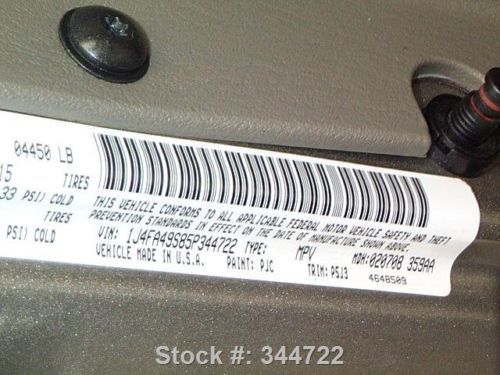 04450 LB
15 TIRES
33 PSI) COLD
TIRES
PSI) COLD
THIS VEHICLE CONFORMS TO ALL APPLICABLE FEDERAL MOTOR VEHICLE SAFETY AND THEFT
PREVENTION STANDARDS IN EFFECT ON THE DATE OF MANUFACTURE SHOWN ABOVE.
VIN: 1J4FA49S85P344722 TYPE: MPV MDH:020708 359AA
VEHICLE MADE IN U.S.A. PAINT: PJC TRIM: PSJ3 4648509
Stock #: 344722